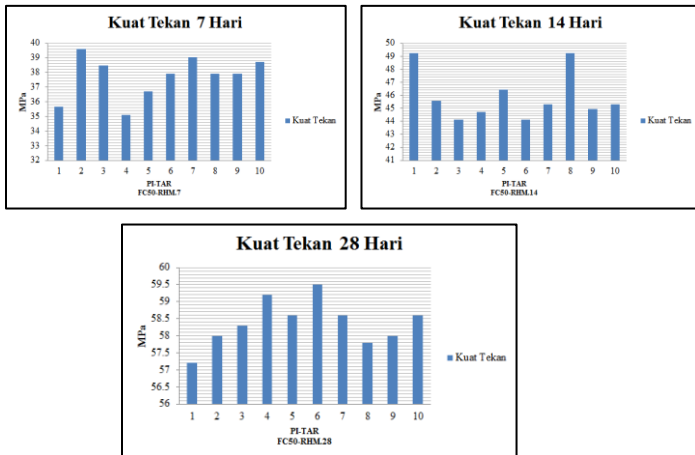 Kuat Tekan 7 Hari
40
39
38
37
36
35
34
33
32
MPa
1 2 3 4 5 6 7 8 9 10
PI-TAR
FC50-RHM.7
Kuat Tekan
Kuat Tekan 14 Hari
50
49
48
47
46
45
44
43
42
41
MPa
1 2 3 4 5 6 7 8 9 10
PI-TAR
FC50-RHM.14
Kuat Tekan
Kuat Tekan 28 Hari
60
59.5
59
58.5
58
57.5
57
56.5
56
MPa
1 2 3 4 5 6 7 8 9 10
PI-TAR
FC50-RHM.28
Kuat Tekan